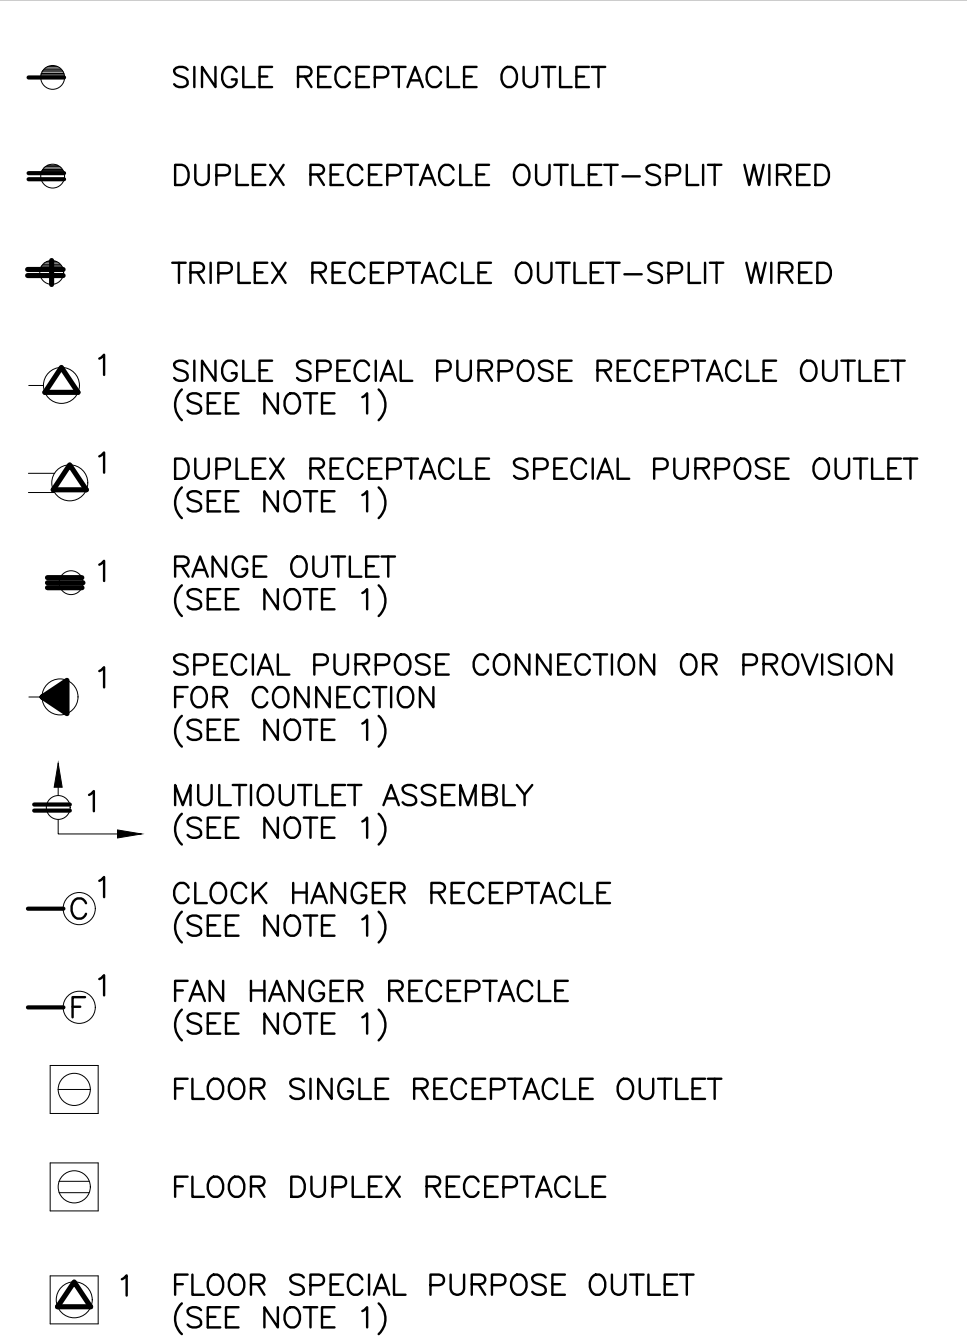 SINGLE RECEPTACLE OUTLET
DUPLEX RECEPTACLE OUTLET-SPLIT WIRED
TRIPLEX RECEPTACLE OUTLET-SPLIT WIRED
1 SINGLE SPECIAL PURPOSE RECEPTACLE OUTLET
(SEE NOTE 1)
1 DUPLEX RECEPTACLE SPECIAL PURPOSE OUTLET
(SEE NOTE 1)
1 RANGE OUTLET
(SEE NOTE 1)
1 SPECIAL PURPOSE CONNECTION OR PROVISION
FOR CONNECTION
(SEE NOTE 1)
1 MULTIOUTLET ASSEMBLY
(SEE NOTE 1)
C 1 CLOCK HANGER RECEPTACLE
(SEE NOTE 1)
F 1 FAN HANGER RECEPTACLE
(SEE NOTE 1)
FLOOR SINGLE RECEPTACLE OUTLET
FLOOR DUPLEX RECEPTACLE
1 FLOOR SPECIAL PURPOSE OUTLET
(SEE NOTE 1)